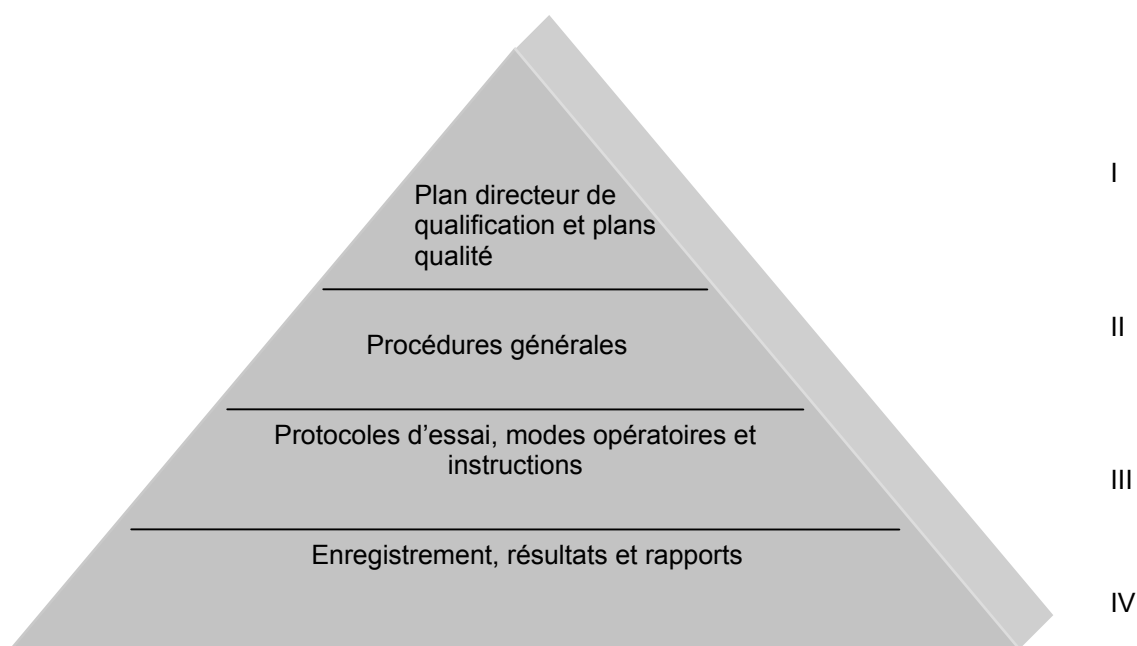 Plan directeur de
qualification et plans
qualité
I
Procédures générales
II
Protocoles d'essai, modes opératoires et
instructions
III
Enregistrement, résultats et rapports
IV